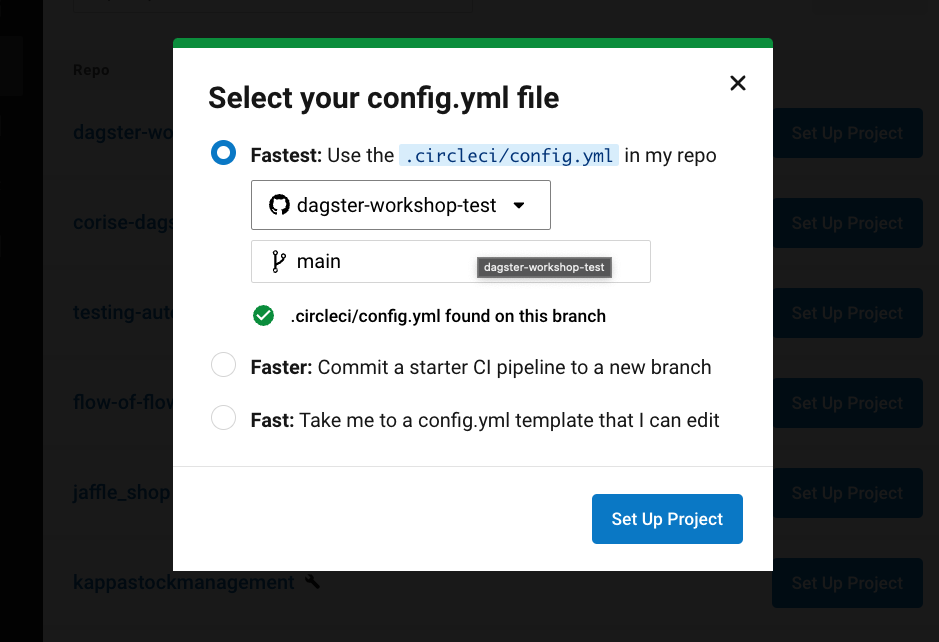 Repo
Select your config.yml file
Fastest: Use the .circleci/config.yml in my repo
dagster-workshop-test
main
dagster-workshop-test
.circleci/config.yml found on this branch
Faster: Commit a starter CI pipeline to a new branch
Fast: Take me to a config.yml template that I can edit
Set Up Project
dagster-wo
Set Up Project
corise-dags
Set Up Project
testing-aut
Set Up Project
flow-of-flow
Set Up Project
jaffle_shop
Set Up Project
kappastockmanagement
Set Up Project